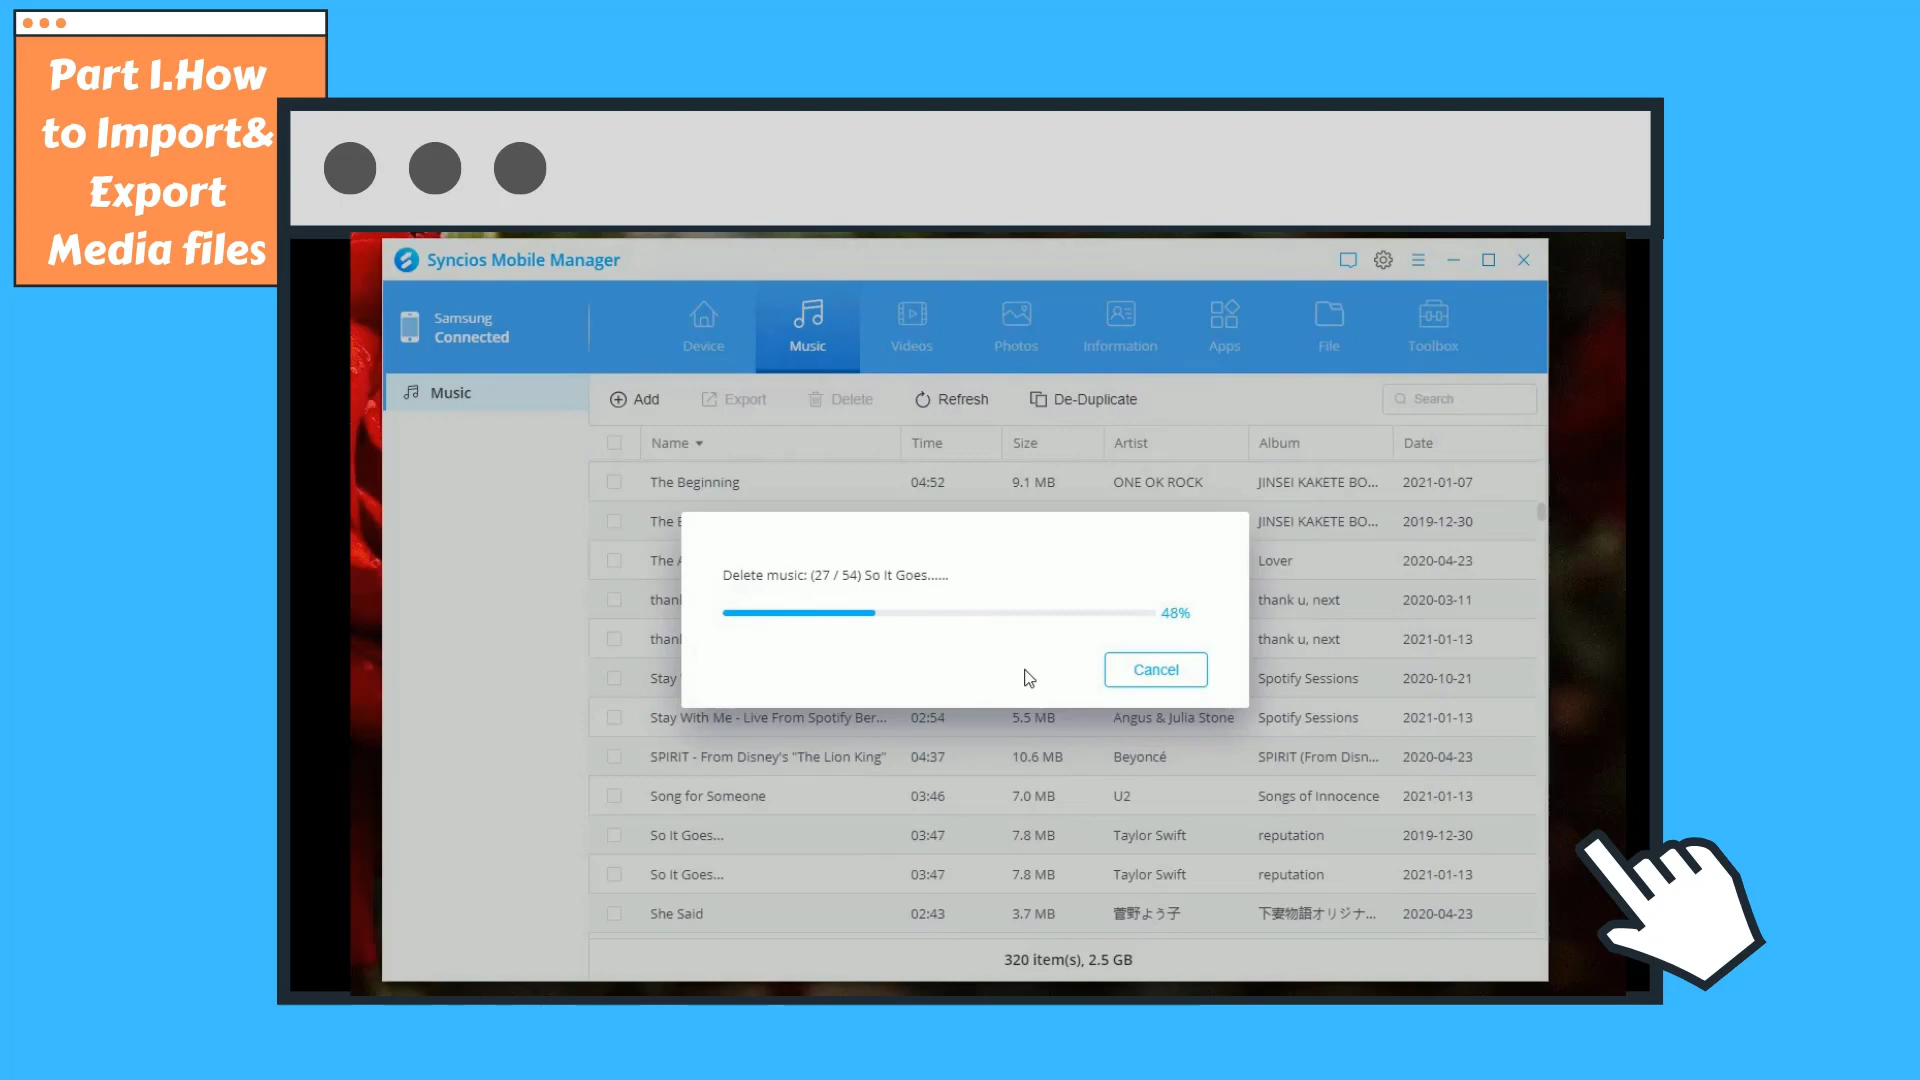 Part 1.How
to Import&
Export
Media files
Syncios Mobile Manager
Samsung
Connected
Device
Music
Videos
Photos
Information
Apps
File
Toolbox
Music
Add Export Delete Refresh De-Duplicate Search
Name Time Size Artist Album Date
The Beginning 04:52 9.1 MB ONE OK ROCK JINSEI KAKETE BO... 2021-01-07
The JINSEI KAKETE BO... 2019-12-30
The Lover 2020-04-23
than thank u, next 2020-03-11
than thank u, next 2021-01-13
Stay Spotify Sessions 2020-10-21
Delete music: (27 / 54) So It Goes......
48%
Cancel
Stay With Me - Live From Spotify Ber... 02:54 5.5 MB Angus & Julia Stone Spotify Sessions 2021-01-13
SPIRIT - From Disney's "The Lion King" 04:37 10.6 MB Beyoncé SPIRIT (From Disn... 2020-04-23
Song for Someone 03:46 7.0 MB U2 Songs of Innocence 2021-01-13
So It Goes... 03:47 7.8 MB Taylor Swift reputation 2019-12-30
So It Goes... 03:47 7.8 MB Taylor Swift reputation 2021-01-13
She Said 02:43 3.7 MB 菅野よう子 下妻物語オリジナ... 2020-04-23
320 item(s), 2.5 GB